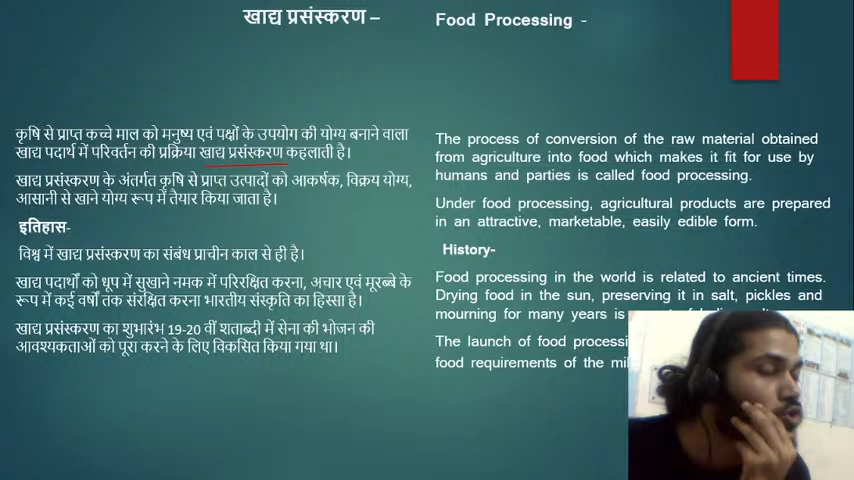 खाद्य प्रसंस्करण –
Food Processing -
कृषि से प्राप्त कच्चे माल को मनुष्य एवं पक्षों के उपयोग की योग्य बनाने वाला
खाद्य पदार्थ में परिवर्तन की प्रक्रिया खाद्य प्रसंस्करण कहलाती है।
खाद्य प्रसंस्करण के अंतर्गत कृषि से प्राप्त उत्पादों को आकर्षक, विक्रय योग्य,
आसानी से खाने योग्य रूप में तैयार किया जाता है।
इतिहास-
विश्व में खाद्य प्रसंस्करण का संबंध प्राचीन काल से ही है।
खाद्य पदार्थों को धूप में सुखाने नमक में परिरक्षित करना, अचार एवं मूरब्बे के
रूप में कई वर्षों तक संरक्षित करना भारतीय संस्कृति का हिस्सा है।
खाद्य प्रसंस्करण का शुभारंभ 19-20 वीं शताब्दी में सेना की भोजन की
आवश्यकताओं को पूरा करने के लिए विकसित किया गया था।
The process of conversion of the raw material obtained
from agriculture into food which makes it fit for use by
humans and parties is called food processing.
Under food processing, agricultural products are prepared
in an attractive, marketable, easily edible form.
History-
Food processing in the world is related to ancient times.
Drying food in the sun, preserving it in salt, pickles and
mourning for many years is
The launch of food
food requirements of the